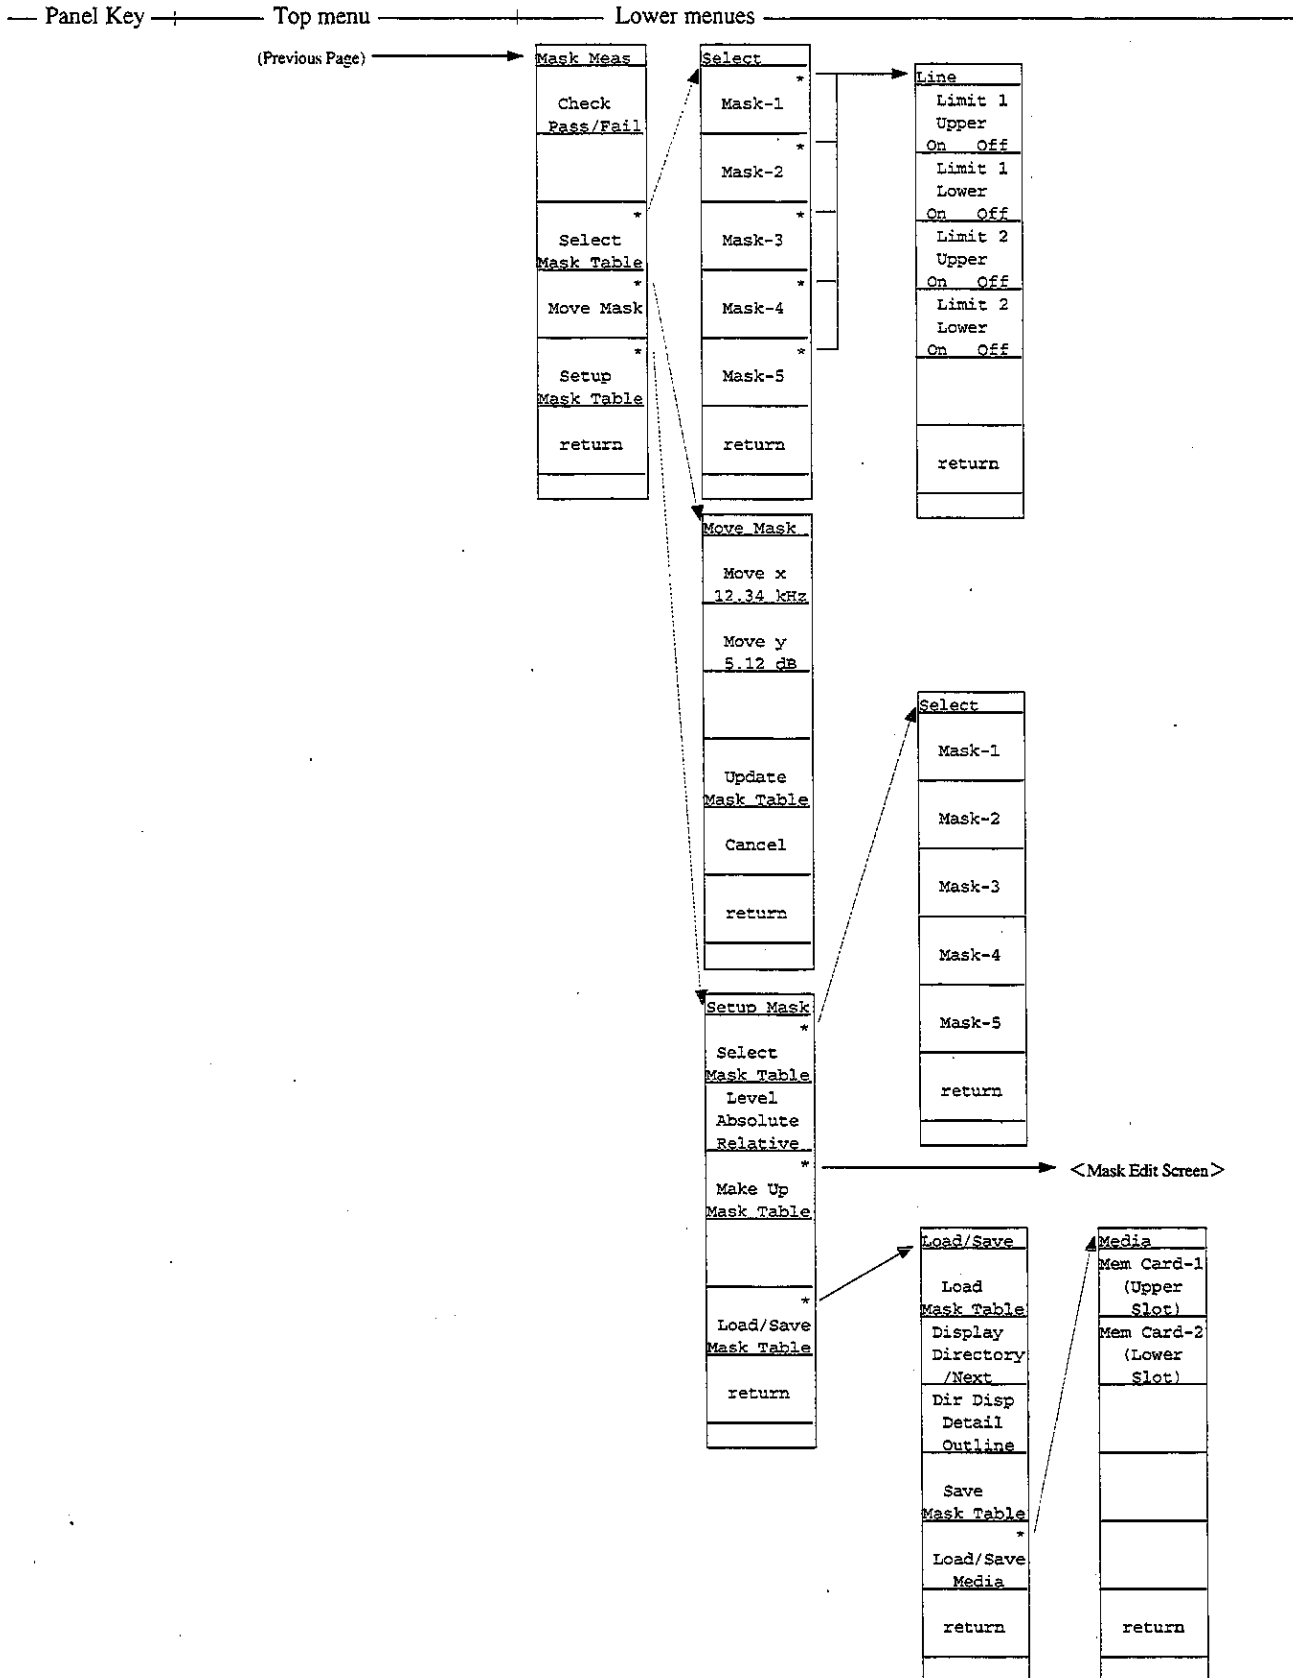 Panel Key
Top menu
Lower menues
(Previous Page)
Mask Meas
Check
Pass/Fail
*
Select
Mask Table
*
Move Mask
*
Setup
Mask Table
return
Select
*
Mask-1
*
Mask-2
*
Mask-3
*
Mask-4
*
Mask-5
return
Line
Limit 1
Upper
On Off
Limit 1
Lower
On Off
Limit 2
Upper
On Off
Limit 2
Lower
On Off
return
Move Mask
Move x
12.34 kHz
Move y
5.12 dB
Update
Mask Table
Cancel
return
Select
Mask-1
Mask-2
Mask-3
Mask-4
Mask-5
return
Setup Mask
*
Select
Mask Table
Level
Absolute
Relative
*
Make Up
Mask Table
*
Load/Save
Mask Table
return
<Mask Edit Screen>
Load/Save
Load
Mask Table
Display
Directory
/Next
Dir Disp
Detail
Outline
Save
Mask Table
*
Load/Save
Media
return
Media
Mem Card-1
(Upper
Slot)
Mem Card-2
(Lower
Slot)
return